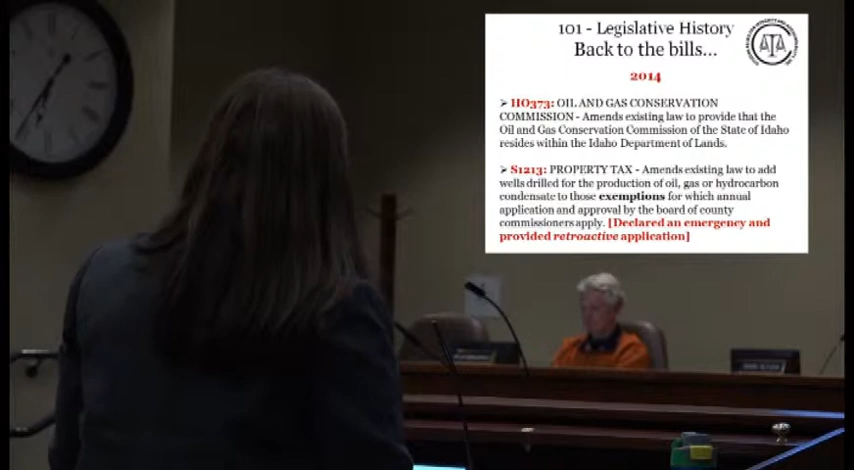 101 - Legislative History
Back to the bills...
2014
➢ HO373: OIL AND GAS CONSERVATION
COMMISSION - Amends existing law to provide that the
Oil and Gas Conservation Commission of the State of Idaho
resides within the Idaho Department of Lands.
➢ S1213: PROPERTY TAX - Amends existing law to add
wells drilled for the production of oil, gas or hydrocarbon
condensate to those exemptions for which annual
application and approval by the board of county
commissioners apply. [Declared an emergency and
provided retroactive application]